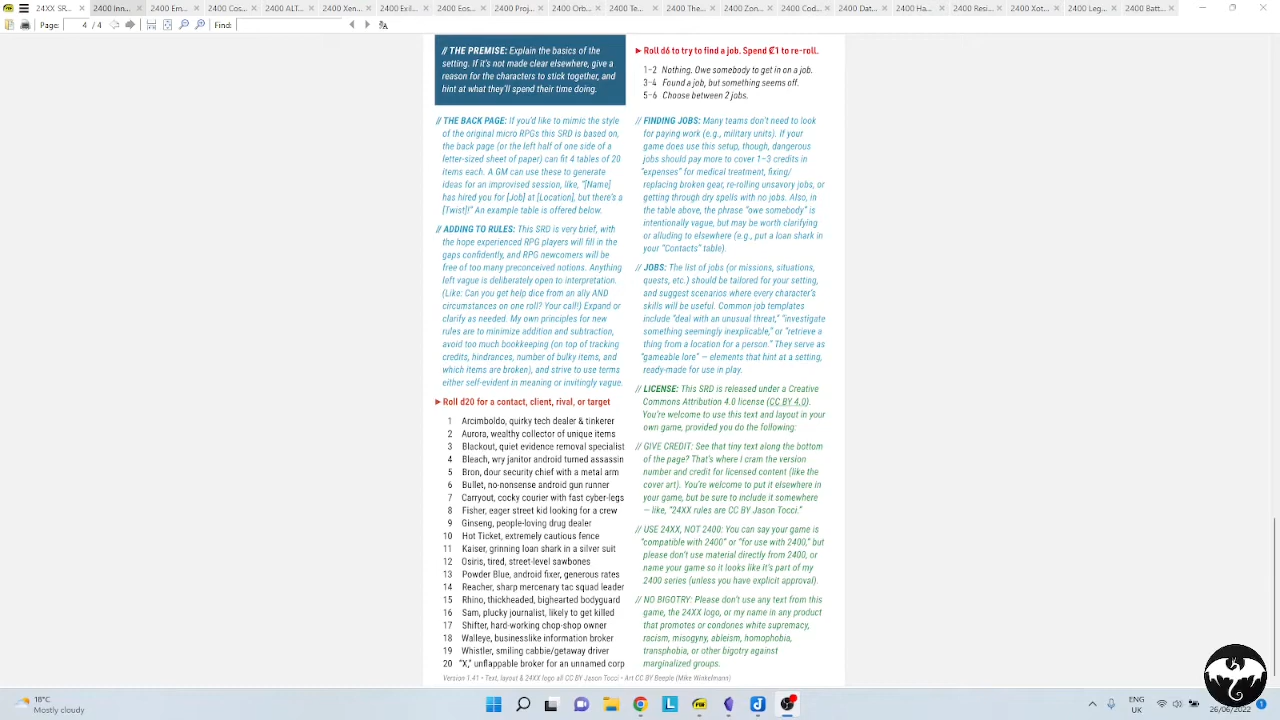 24XX SR...
2400 Inn...
2400 Em...
2400 Cos...
2400 Pro...
2400 Orb...
2400 Tem...
2400 Xen...
2400 Exil...
2400 Zon...
2400 Cod...
2400 Dat...
2400 Ha...
2400 Res...
2400 Xot...
2400 Leg...
2400 Batt...
Page: 4 / 4
Find:
// THE PREMISE: Explain the basics of the
setting. If it's not made clear elsewhere, give a
reason for the characters to stick together, and
hint at what they'll spend their time doing.
// THE BACK PAGE: If you'd like to mimic the style
of the original micro RPGs this SRD is based on,
the back page (or the left half of one side of a
letter-sized sheet of paper) can fit 4 tables of 20
items each. A GM can use these to generate
ideas for an improvised session, like, "[Name]
has hired you for [Job] at [Location], but there's a
[Twist]!" An example table is offered below.
// ADDING TO RULES: This SRD is very brief, with
the hope experienced RPG players will fill in the
gaps confidently, and RPG newcomers will be
free of too many preconceived notions. Anything
left vague is deliberately open to interpretation.
(Like: Can you get help dice from an ally AND
circumstances on one roll? Your call!) Expand or
clarify as needed. My own principles for new
rules are to minimize addition and subtraction,
avoid too much bookkeeping (on top of tracking
credits, hindrances, number of bulky items, and
which items are broken), and strive to use terms
either self-evident in meaning or invitingly vague.
► Roll d20 for a contact, client, rival, or target
1 Arcimboldo, quirky tech dealer & tinkerer
2 Aurora, wealthy collector of unique items
3 Blackout, quiet evidence removal specialist
4 Bleach, wry janitor android turned assassin
5 Bron, dour security chief with a metal arm
6 Bullet, no-nonsense android gun runner
7 Carryout, cocky courier with fast cyber-legs
8 Fisher, eager street kid looking for a crew
9 Ginseng, people-loving drug dealer
10 Hot Ticket, extremely cautious fence
11 Kaiser, grinning loan shark in a silver suit
12 Osiris, tired, street-level sawbones
13 Powder Blue, android fixer, generous rates
14 Reacher, sharp mercenary tac squad leader
15 Rhino, thickheaded, bighearted bodyguard
16 Sam, plucky journalist, likely to get killed
17 Shifter, hard-working chop-shop owner
18 Walleye, businesslike information broker
19 Whistler, smiling cabbie/getaway driver
20 "X," unflappable broker for an unnamed corp
► Roll d6 to try to find a job. Spend ₡1 to re-roll.
1–2 Nothing. Owe somebody to get in on a job.
3–4 Found a job, but something seems off.
5–6 Choose between 2 jobs.
// FINDING JOBS: Many teams don't need to look
for paying work (e.g., military units). If your
game does use this setup, though, dangerous
jobs should pay more to cover 1–3 credits in
"expenses" for medical treatment, fixing/
replacing broken gear, re-rolling unsavory jobs, or
getting through dry spells with no jobs. Also, in
the table above, the phrase "owe somebody" is
intentionally vague, but may be worth clarifying
or alluding to elsewhere (e.g., put a loan shark in
your "Contacts" table).
// JOBS: The list of jobs (or missions, situations,
quests, etc.) should be tailored for your setting,
and suggest scenarios where every character's
skills will be useful. Common job templates
include "deal with an unusual threat," "investigate
something seemingly inexplicable," or "retrieve a
thing from a location for a person." They serve as
"gameable lore" — elements that hint at a setting,
ready-made for use in play.
// LICENSE: This SRD is released under a Creative
Commons Attribution 4.0 license (CC BY 4.0).
You're welcome to use this text and layout in your
own game, provided you do the following:
// GIVE CREDIT: See that tiny text along the bottom
of the page? That's where I cram the version
number and credit for licensed content (like the
cover art). You're welcome to put it elsewhere in
your game, but be sure to include it somewhere
— like, "24XX rules are CC BY Jason Tocci."
// USE 24XX, NOT 2400: You can say your game is
"compatible with 2400" or "for use with 2400," but
please don't use material directly from 2400, or
name your game so it looks like it's part of my
2400 series (unless you have explicit approval).
// NO BIGOTRY: Please don't use any text from this
game, the 24XX logo, or my name in any product
that promotes or condones white supremacy,
racism, misogyny, ableism, homophobia,
transphobia, or other bigotry against
marginalized groups.
Version 1.41 • Text, layout & 24XX logo all CC BY Jason Tocci • Art CC BY Beeple (Mike Winkelmann)
18°C
Mostly cloudy
ENG
UK
26/06/2022